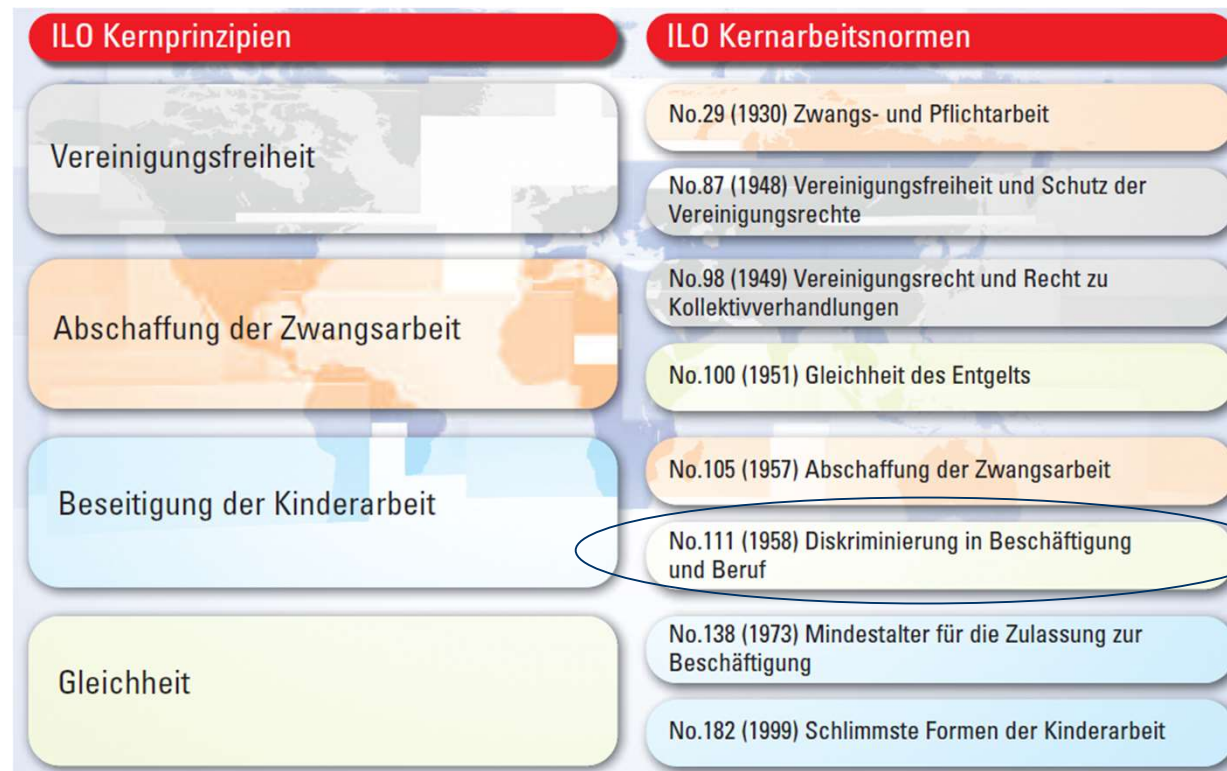 ILO Kernprinzipien
Vereinigungsfreiheit
Abschaffung der Zwangsarbeit
Beseitigung der Kinderarbeit
Gleichheit
ILO Kernarbeitsnormen
No.29 (1930) Zwangs- und Pflichtarbeit
No.87 (1948) Vereinigungsfreiheit und Schutz der
Vereinigungsrechte
No.98 (1949) Vereinigungsrecht und Recht zu
Kollektivverhandlungen
No.100 (1951) Gleichheit des Entgelts
No.105 (1957) Abschaffung der Zwangsarbeit
No.111 (1958) Diskriminierung in Beschäftigung
und Beruf
No.138 (1973) Mindestalter für die Zulassung zur
Beschäftigung
No.182 (1999) Schlimmste Formen der Kinderarbeit